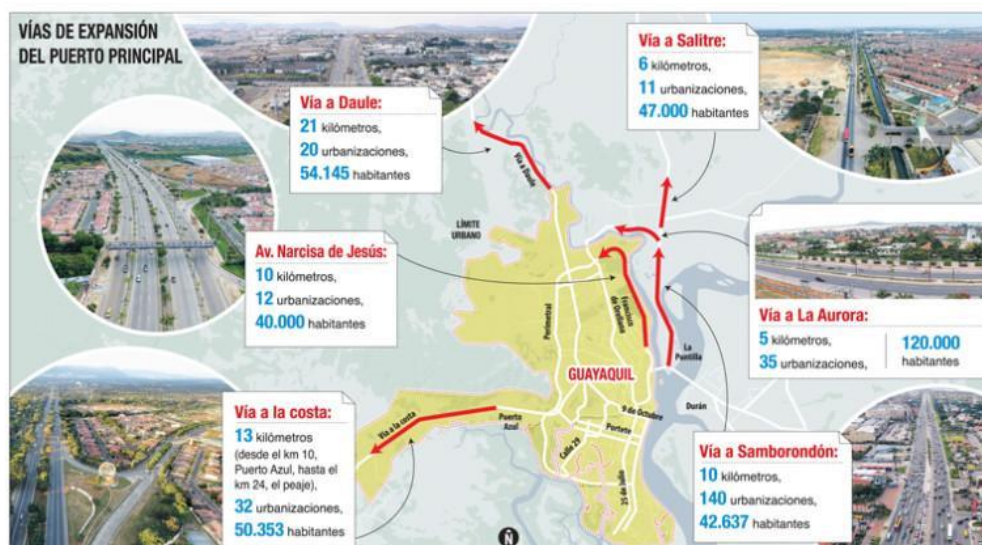 VÍAS DE EXPANSIÓN
DEL PUERTO PRINCIPAL
Vía a Daule:
21 kilómetros,
20 urbanizaciones,
54.145 habitantes
Vía a Salitre:
6 kilómetros,
11 urbanizaciones,
47.000 habitantes
Vía a Daule
LÍMITE
URBANO
Av. Narcisa de Jesús:
10 kilómetros,
12 urbanizaciones,
40.000 habitantes
Perimetral
Francisco
de Orellana
La
Puntilla
Vía a La Aurora:
5 kilómetros,
35 urbanizaciones,
120.000
habitantes
GUAYAQUIL
Vía a la costa:
13 kilómetros
(desde el km 10,
Puerto Azul, hasta el
km 24, el peaje),
32 urbanizaciones,
50.353 habitantes
Vía a la costa
Puerto
Azul
9 de Octubre
Portete
Calle 29
25 de Julio
Durán
Vía a Samborondón:
10 kilómetros,
140 urbanizaciones,
42.637 habitantes
N